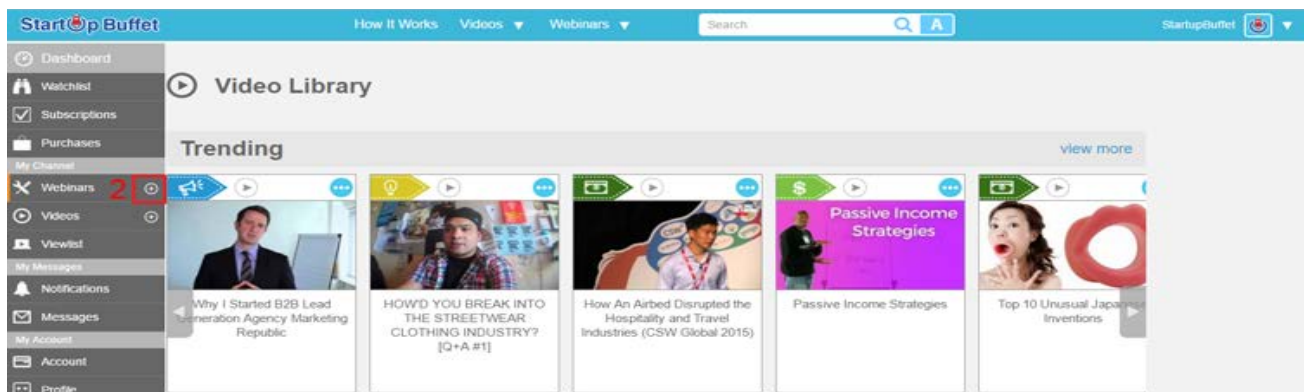 StartUp Buffet
How It Works Videos Webinars Search A StartupBuffet
Dashboard
Watchlist
Subscriptions
Purchases
My Channel
Webinars 2
Videos
Viewlist
My Messages
Notifications
Messages
My Account
Account
Profile
Video Library
Trending view more
Why I Started B2B Lead
Generation Agency Marketing
Republic
HOW'D YOU BREAK INTO
THE STREETWEAR
CLOTHING INDUSTRY?
[Q+A #1]
How An Airbed Disrupted the
Hospitality and Travel
Industries (CSW Global 2015)
$
Passive Income
Strategies
Passive Income Strategies
Top 10 Unusual Japanese
Inventions